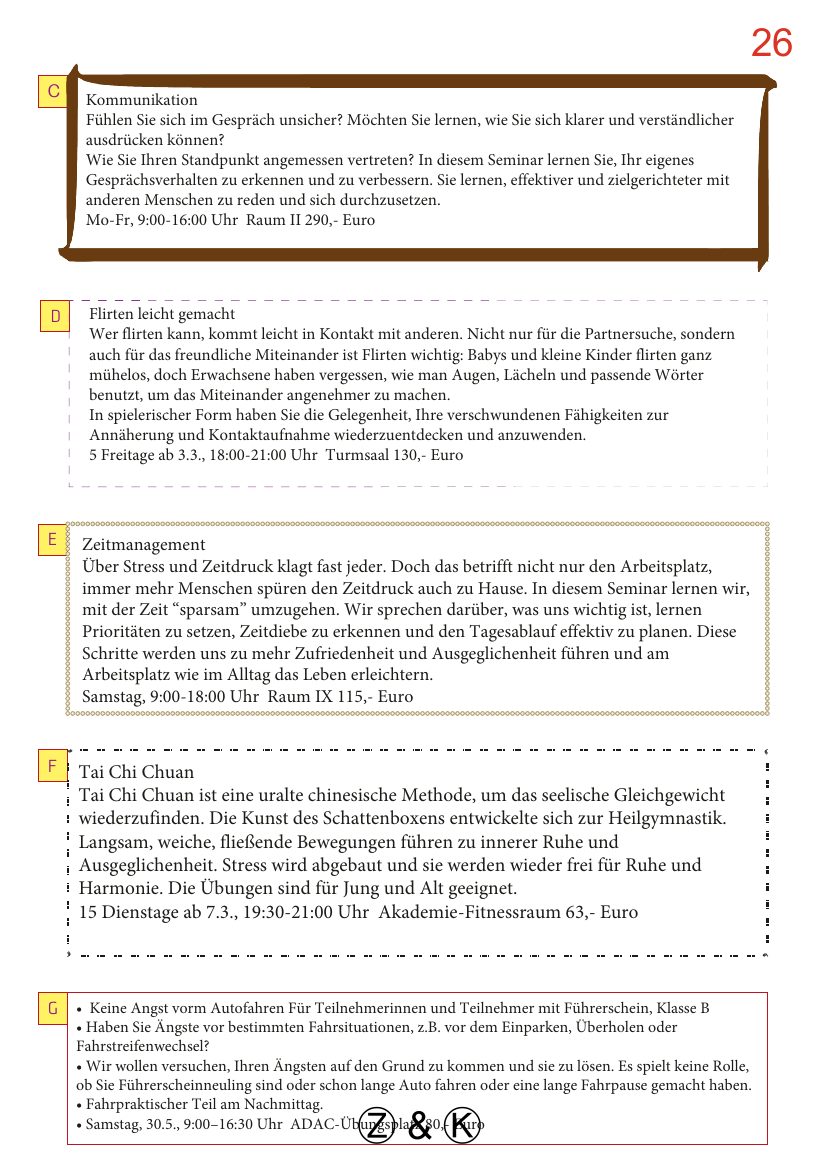 26
C
Kommunikation
Fühlen Sie sich im Gespräch unsicher? Möchten Sie lernen, wie Sie sich klarer und verständlicher
ausdrücken können?
Wie Sie Ihren Standpunkt angemessen vertreten? In diesem Seminar lernen Sie, Ihr eigenes
Gesprächsverhalten zu erkennen und zu verbessern. Sie lernen, effektiver und zielgerichteter mit
anderen Menschen zu reden und sich durchzusetzen.
Mo-Fr, 9:00-16:00 Uhr  Raum II 290,- Euro
D
Flirten leicht gemacht
Wer flirten kann, kommt leicht in Kontakt mit anderen. Nicht nur für die Partnersuche, sondern
auch für das freundliche Miteinander ist Flirten wichtig: Babys und kleine Kinder flirten ganz
mühelos, doch Erwachsene haben vergessen, wie man Augen, Lächeln und passende Wörter
benutzt, um das Miteinander angenehmer zu machen.
In spielerischer Form haben Sie die Gelegenheit, Ihre verschwundenen Fähigkeiten zur
Annäherung und Kontaktaufnahme wiederzuentdecken und anzuwenden.
5 Freitage ab 3.3., 18:00-21:00 Uhr  Turmsaal 130,- Euro
E
Zeitmanagement
Über Stress und Zeitdruck klagt fast jeder. Doch das betrifft nicht nur den Arbeitsplatz,
immer mehr Menschen spüren den Zeitdruck auch zu Hause. In diesem Seminar lernen wir,
mit der Zeit “sparsam” umzugehen. Wir sprechen darüber, was uns wichtig ist, lernen
Prioritäten zu setzen, Zeitdiebe zu erkennen und den Tagesablauf effektiv zu planen. Diese
Schritte werden uns zu mehr Zufriedenheit und Ausgeglichenheit führen und am
Arbeitsplatz wie im Alltag das Leben erleichtern.
Samstag, 9:00-18:00 Uhr  Raum IX 115,- Euro
F
Tai Chi Chuan
Tai Chi Chuan ist eine uralte chinesische Methode, um das seelische Gleichgewicht
wiederzufinden. Die Kunst des Schattenboxens entwickelte sich zur Heilgymnastik.
Langsam, weiche, fließende Bewegungen führen zu innerer Ruhe und
Ausgeglichenheit. Stress wird abgebaut und sie werden wieder frei für Ruhe und
Harmonie. Die Übungen sind für Jung und Alt geeignet.
15 Dienstage ab 7.3., 19:30-21:00 Uhr  Akademie-Fitnessraum 63,- Euro
G
•  Keine Angst vorm Autofahren Für Teilnehmerinnen und Teilnehmer mit Führerschein, Klasse B
• Haben Sie Ängste vor bestimmten Fahrsituationen, z.B. vor dem Einparken, Überholen oder
Fahrstreifenwechsel?
• Wir wollen versuchen, Ihren Ängsten auf den Grund zu kommen und sie zu lösen. Es spielt keine Rolle,
ob Sie Führerscheinneuling sind oder schon lange Auto fahren oder eine lange Fahrpause gemacht haben.
• Fahrpraktischer Teil am Nachmittag.
• Samstag, 30.5., 9:00–16:30 Uhr  ADAC-Übungsplatz 80,- Euro
Z & K